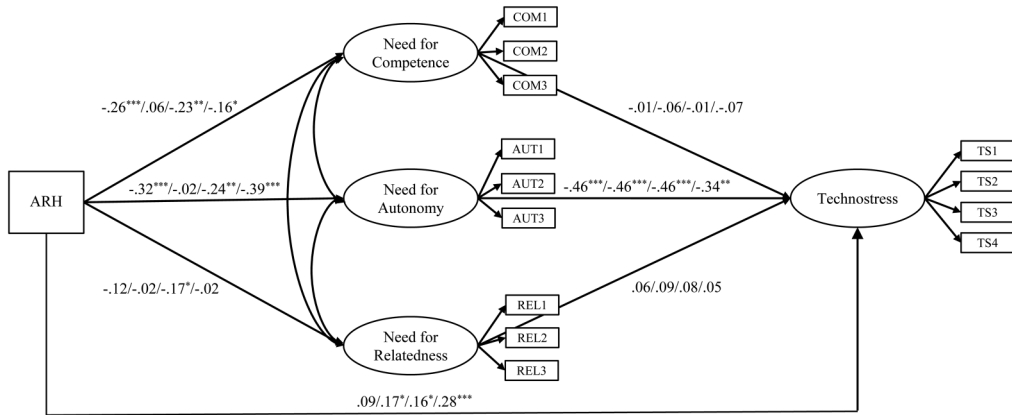 COM1
Need for
Competence
COM2
COM3
-.26***/.06/-.23**/-.16*
-.01/-.06/-.01/-.07
AUT1
TS1
ARH
-.32***/-.02/-.24**/-.39***
Need for
Autonomy
AUT2
-.46***/-.46***/-.46***/-.34**
Technostress
TS2
AUT3
TS3
TS4
-.12/-.02/-.17*/-.02
.06/.09/.08/.05
REL1
Need for
Relatedness
REL2
REL3
.09/.17*/.16*/.28***